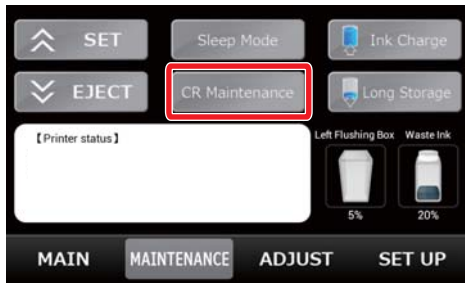 SET
Sleep Mode
Ink Charge
EJECT
CR Maintenance
Long Storage
【Printer status】
Left Flushing Box
Waste Ink
5%
20%
MAIN
MAINTENANCE
ADJUST
SET UP